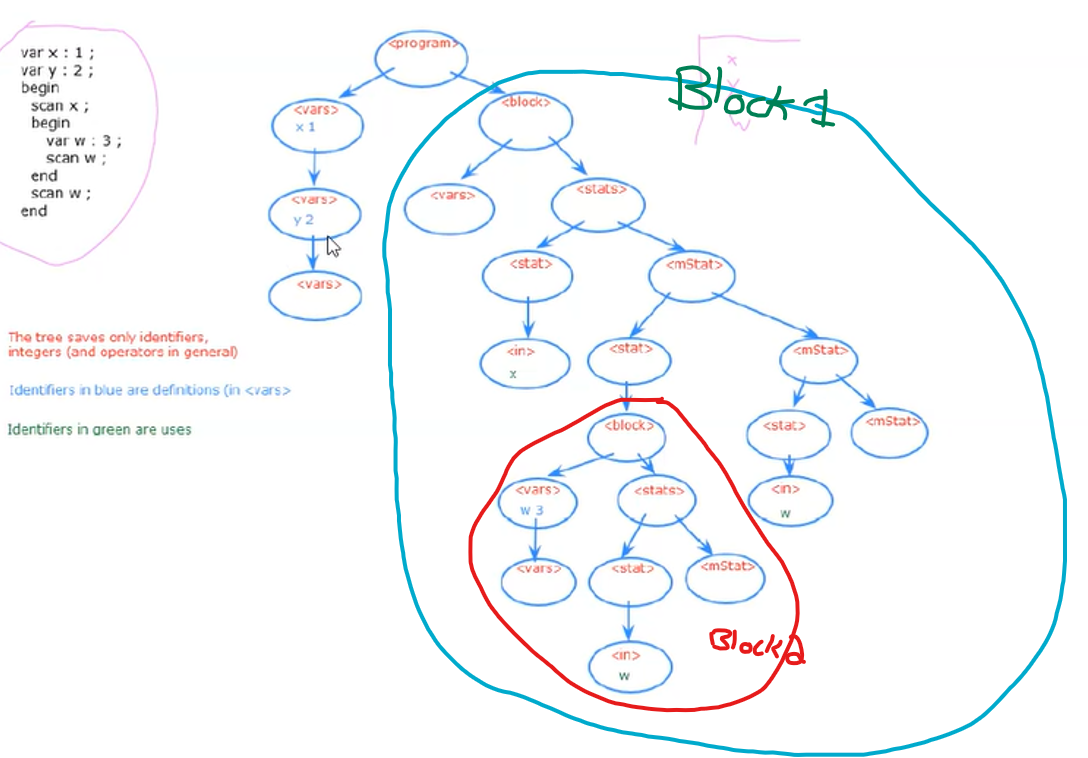 var x : 1 ;
var y : 2 ;
begin
scan x ;
begin
var w : 3 ;
scan w ;
end
scan w ;
end
<program>
x
y
w
Block 1
<vars>
x 1
<block>
<vars>
y 2
<vars>
<stats>
<vars>
<stat>
<mStat>
The tree saves only identifiers,
integers (and operators in general)
Identifiers in blue are definitions (in <vars>
Identifiers in green are uses
<in>
x
<stat>
<mStat>
<block>
<stat>
<mStat>
<vars>
w 3
<stats>
<in>
w
<vars>
<stat>
<mStat>
<in>
w
Block 2